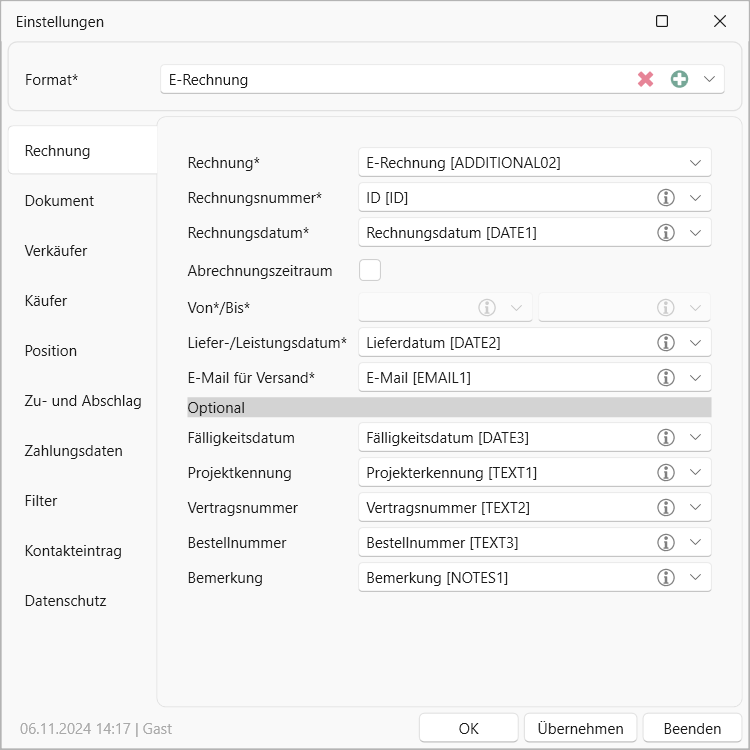 Einstellungen
Format* E-Rechnung
Rechnung
Dokument
Verkäufer
Käufer
Position
Zu- und Abschlag
Zahlungsdaten
Filter
Kontakteintrag
Datenschutz
Rechnung* E-Rechnung [ADDITIONAL02]
Rechnungsnummer* ID [ID]
Rechnungsdatum* Rechnungsdatum [DATE1]
Abrechnungszeitraum
Von*/Bis*
Liefer-/Leistungsdatum* Lieferdatum [DATE2]
E-Mail für Versand* E-Mail [EMAIL1]
Optional
Fälligkeitsdatum Fälligkeitsdatum [DATE3]
Projektkennung Projekterkennung [TEXT1]
Vertragsnummer Vertragsnummer [TEXT2]
Bestellnummer Bestellnummer [TEXT3]
Bemerkung Bemerkung [NOTES1]
06.11.2024 14:17 | Gast
OK Übernehmen Beenden